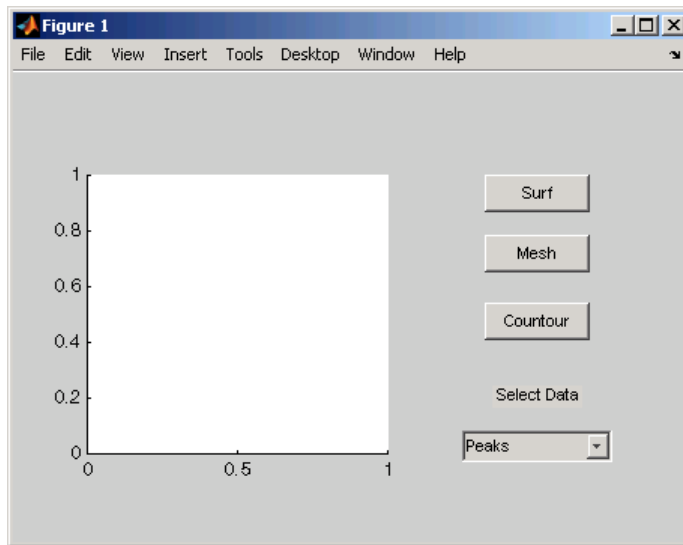 Figure 1
File Edit View Insert Tools Desktop Window Help
1
0.8
0.6
0.4
0.2
0
0 0.5 1
Surf
Mesh
Countour
Select Data
Peaks